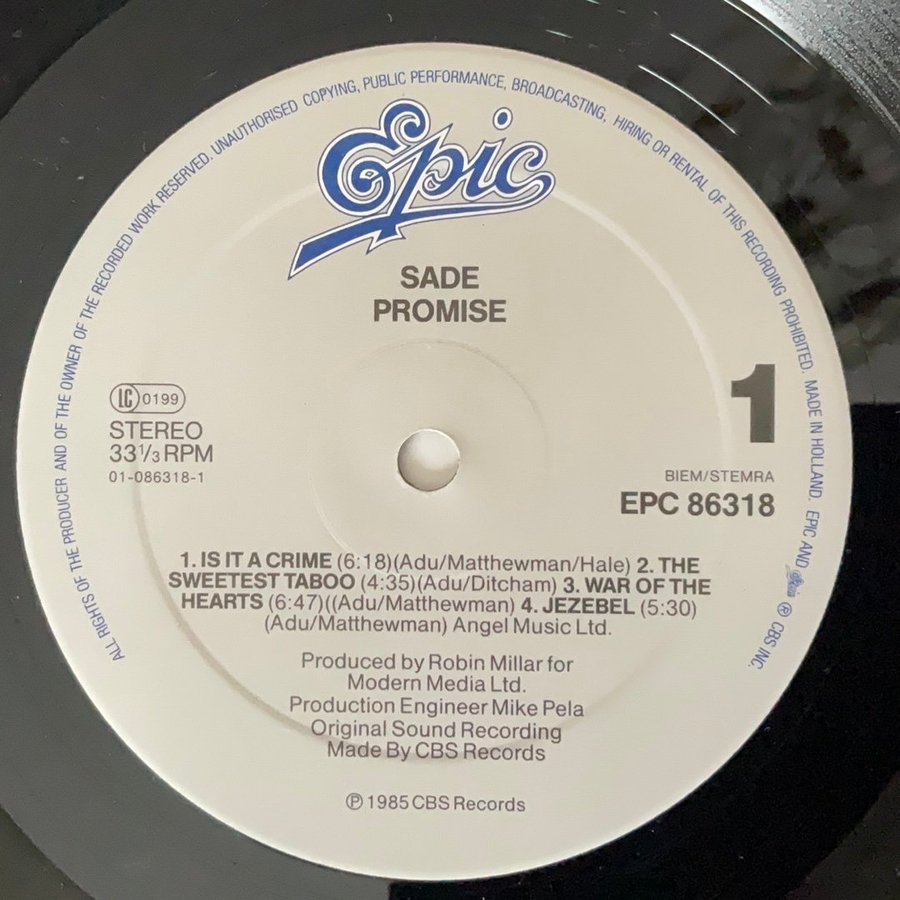 ALL RIGHTS OF THE PRODUCER AND OF THE OWNER OF THE RECORDED WORK RESERVED. UNAUTHORISED COPYING, PUBLIC PERFORMANCE, BROADCASTING, HIRING OR RENTAL OF THIS RECORDING PROHIBITED. MADE IN HOLLAND. EPIC AND Epic ℗ CBS INC.
Epic
SADE
PROMISE
LC 0199
STEREO
33 1/3 RPM
01-086318-1
1
BIEM/STEMRA
EPC 86318
1. IS IT A CRIME (6:18)(Adu/Matthewman/Hale) 2. THE
SWEETEST TABOO (4:35)(Adu/Ditcham) 3. WAR OF THE
HEARTS (6:47)((Adu/Matthewman) 4. JEZEBEL (5:30)
(Adu/Matthewman) Angel Music Ltd.
Produced by Robin Millar for
Modern Media Ltd.
Production Engineer Mike Pela
Original Sound Recording
Made By CBS Records
℗ 1985 CBS Records